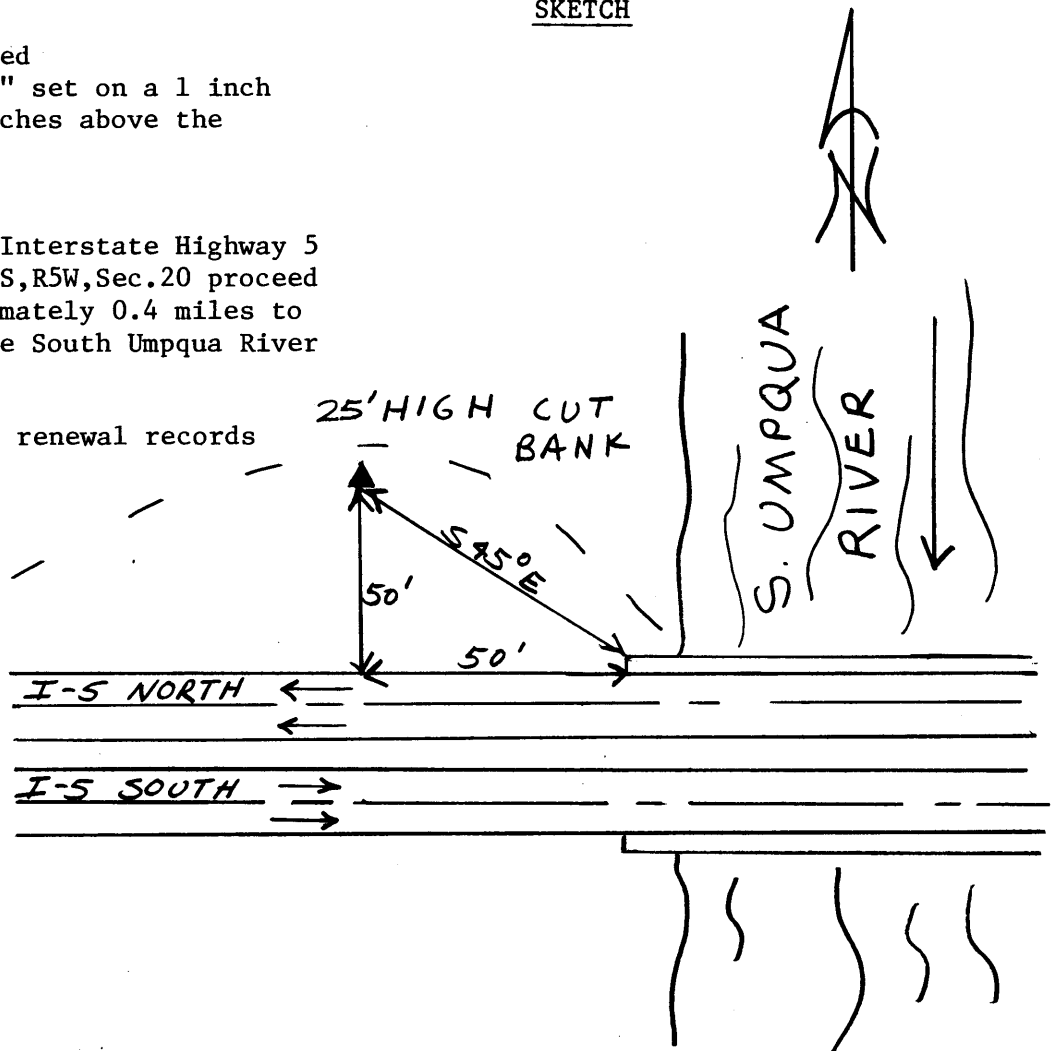 SKETCH
ed
" set on a 1 inch
ches above the
Interstate Highway 5
S,R5W,Sec.20 proceed
mately 0.4 miles to
e South Umpqua River
renewal records
25' HIGH CUT
BANK
S. UMPQUA
RIVER
S 45° E
50'
50'
I-5 NORTH
I-5 SOUTH